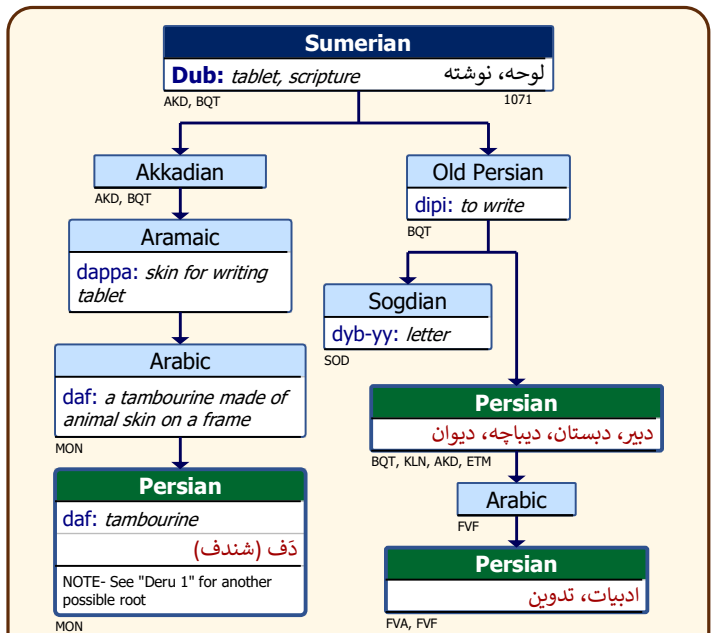 Sumerian
Dub: tablet, scripture لوحه، نوشته
AKD, BQT 1071
Akkadian
AKD, BQT
Aramaic
dappa: skin for writing
tablet
Arabic
daf: a tambourine made of
animal skin on a frame
MON
Persian
daf: tambourine
دَف (شندف)
NOTE- See "Deru 1" for another
possible root
MON
Old Persian
dipi: to write
BQT
Sogdian
dyb-yy: letter
SOD
Persian
دبیر، دبستان، دیباچه، دیوان
BQT, KLN, AKD, ETM
Arabic
FVF
Persian
ادبیات، تدوین
FVA, FVF